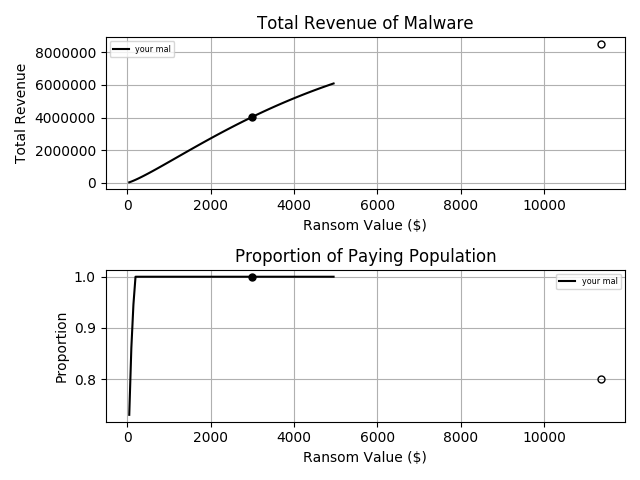 Total Revenue of Malware
your mal
8000000
6000000
4000000
2000000
0
Total Revenue
0 2000 4000 6000 8000 10000
Ransom Value ($)
Proportion of Paying Population
your mal
1.0
0.9
0.8
Proportion
0 2000 4000 6000 8000 10000
Ransom Value ($)